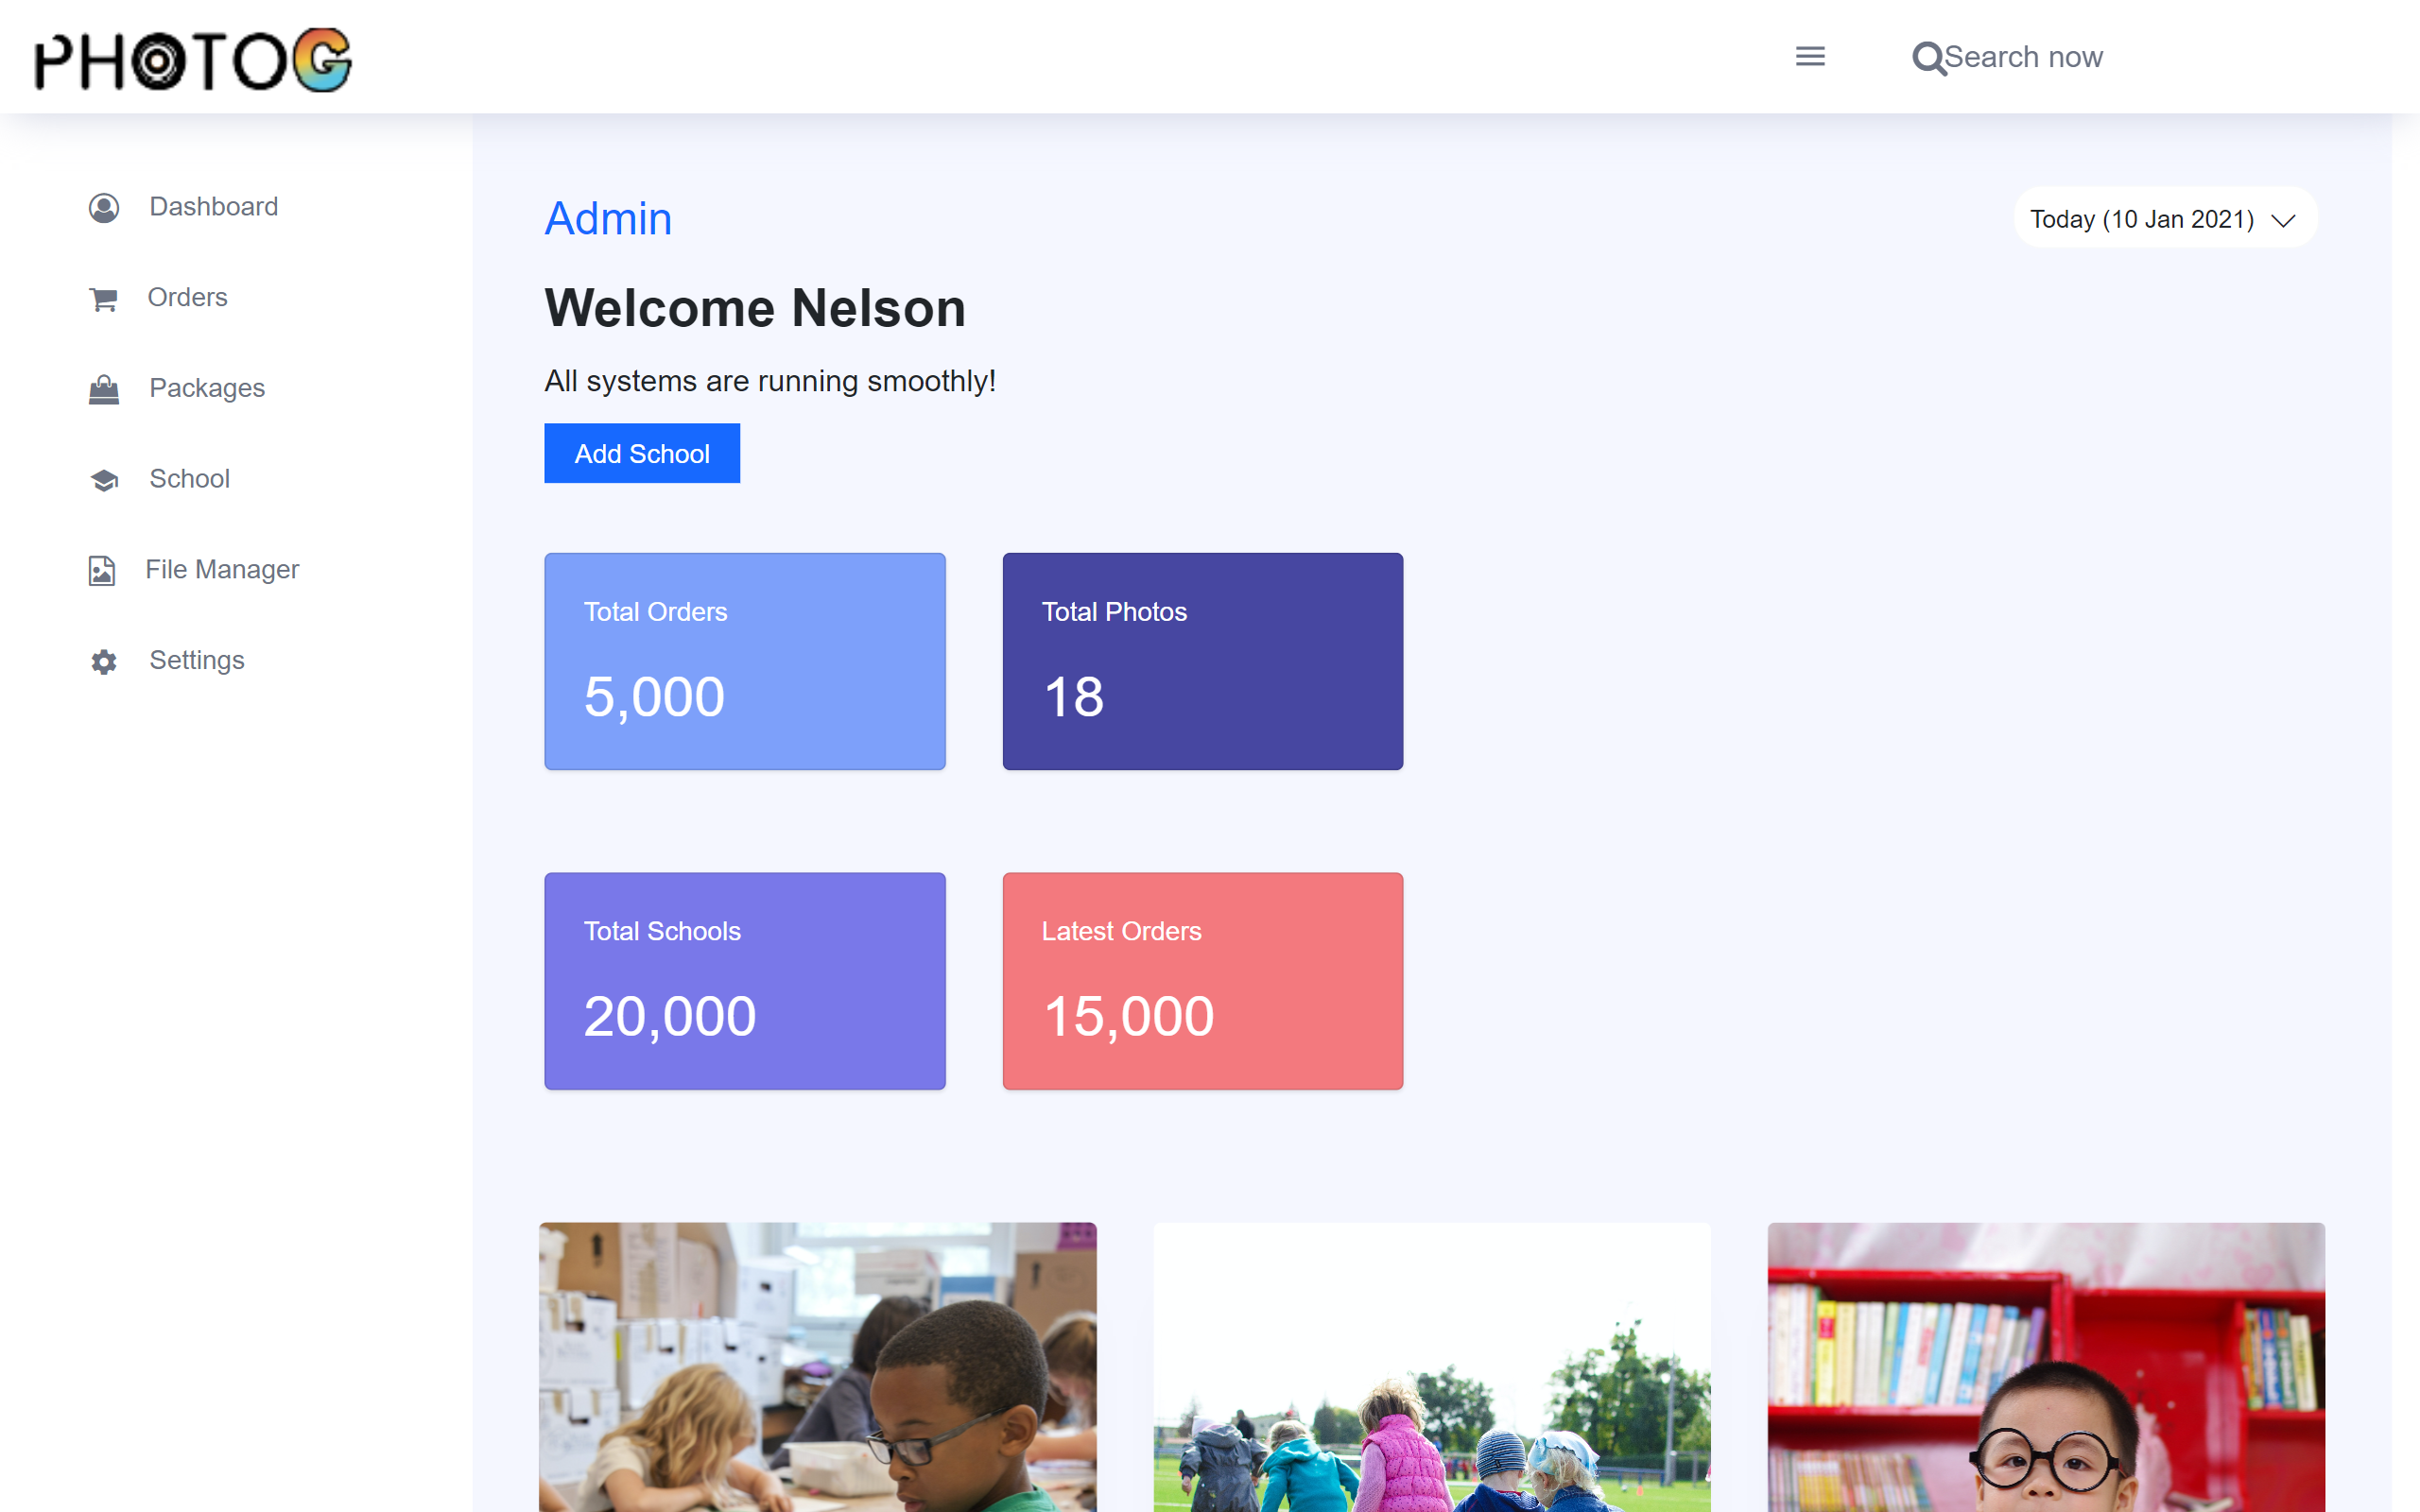 PHOTOG
Search now
Dashboard
Orders
Packages
School
File Manager
Settings
Admin
Today (10 Jan 2021)
Welcome Nelson
All systems are running smoothly!
Add School
Total Orders
5,000
Total Photos
18
Total Schools
20,000
Latest Orders
15,000